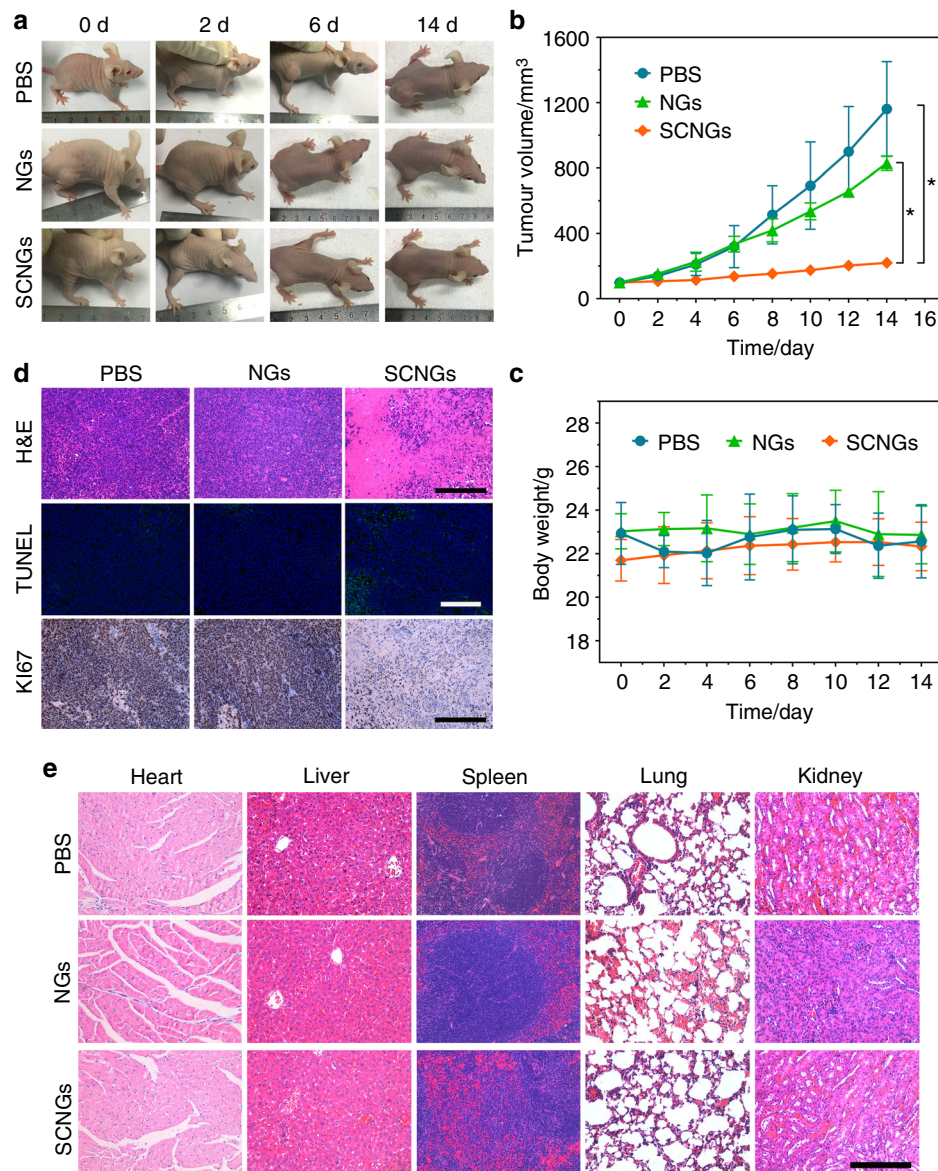 a
0 d 2 d 6 d 14 d
PBS
NGs
SCNGs
b
Tumour volume/mm³
1600
1200
800
400
0
PBS
NGs
SCNGs
*
*
0 2 4 6 8 10 12 14 16
Time/day
d
PBS NGs SCNGs
H&E
TUNEL
KI67
c
Body weight/g
28
26
24
22
20
18
PBS NGs SCNGs
0 2 4 6 8 10 12 14
Time/day
e
Heart Liver Spleen Lung Kidney
PBS
NGs
SCNGs